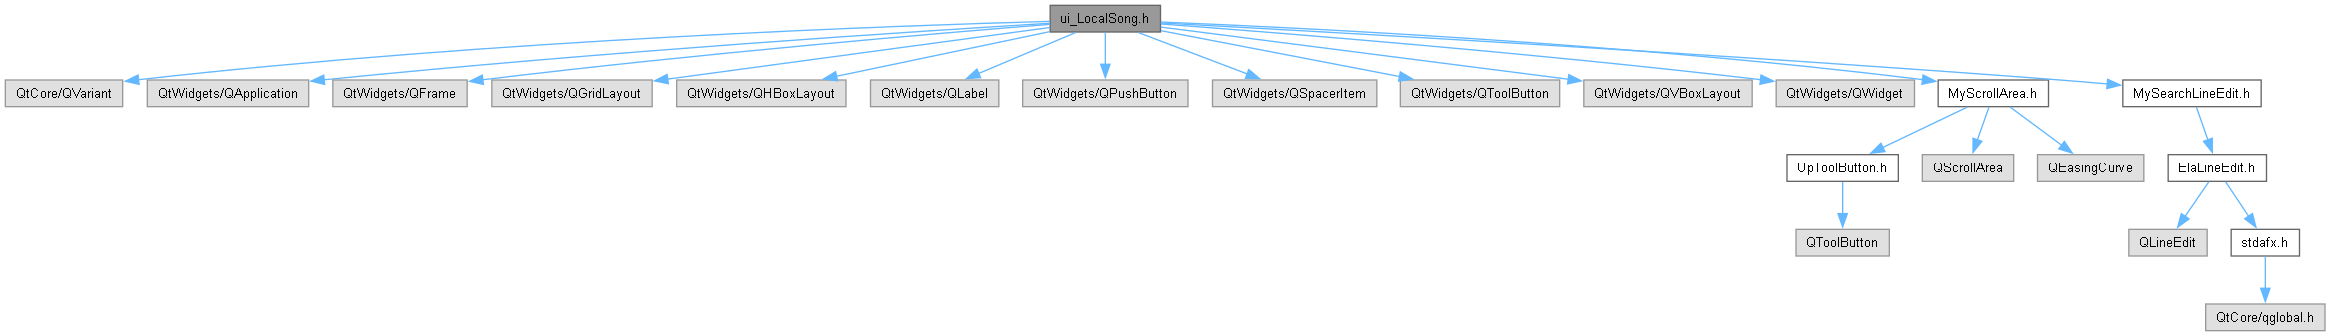 ui_LocalSong.h
QtCore/QVariant
QtWidgets/QApplication
QtWidgets/QFrame
QtWidgets/QGridLayout
QtWidgets/QHBoxLayout
QtWidgets/QLabel
QtWidgets/QPushButton
QtWidgets/QSpacerItem
QtWidgets/QToolButton
QtWidgets/QVBoxLayout
QtWidgets/QWidget
MyScrollArea.h
MySearchLineEdit.h
UpToolButton.h
QScrollArea
QEasingCurve
ElaLineEdit.h
QToolButton
QLineEdit
stdafx.h
QtCore/qglobal.h